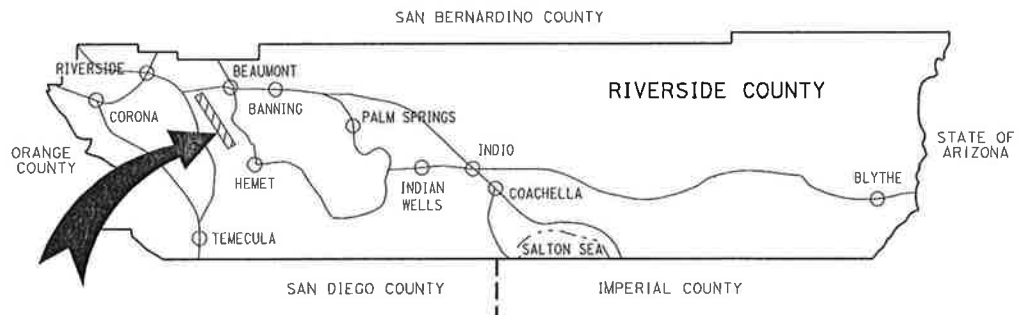 SAN BERNARDINO COUNTY
RIVERSIDE
BEAUMONT
BANNING
RIVERSIDE COUNTY
CORONA
PALM SPRINGS
ORANGE
COUNTY
STATE OF
ARIZONA
HEMET
INDIO
INDIAN
WELLS
COACHELLA
BLYTHE
TEMECULA
SALTON SEA
SAN DIEGO COUNTY
IMPERIAL COUNTY